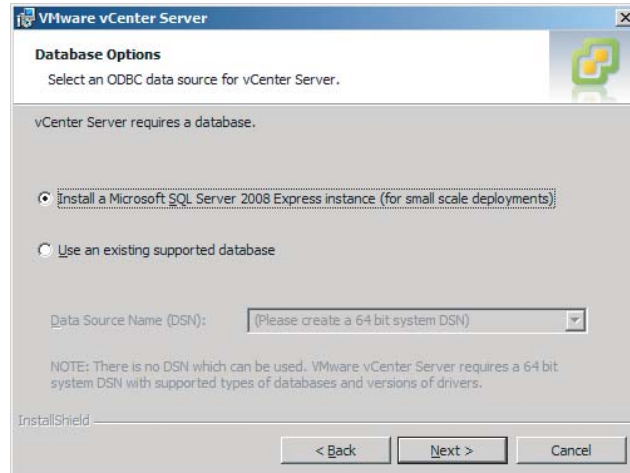 VMware vCenter Server
Database Options
Select an ODBC data source for vCenter Server.
vCenter Server requires a database.
Install a Microsoft SQL Server 2008 Express instance (for small scale deployments)
Use an existing supported database
Data Source Name (DSN): (Please create a 64 bit system DSN)
NOTE: There is no DSN which can be used. VMware vCenter Server requires a 64 bit
system DSN with supported types of databases and versions of drivers.
InstallShield
< Back Next > Cancel